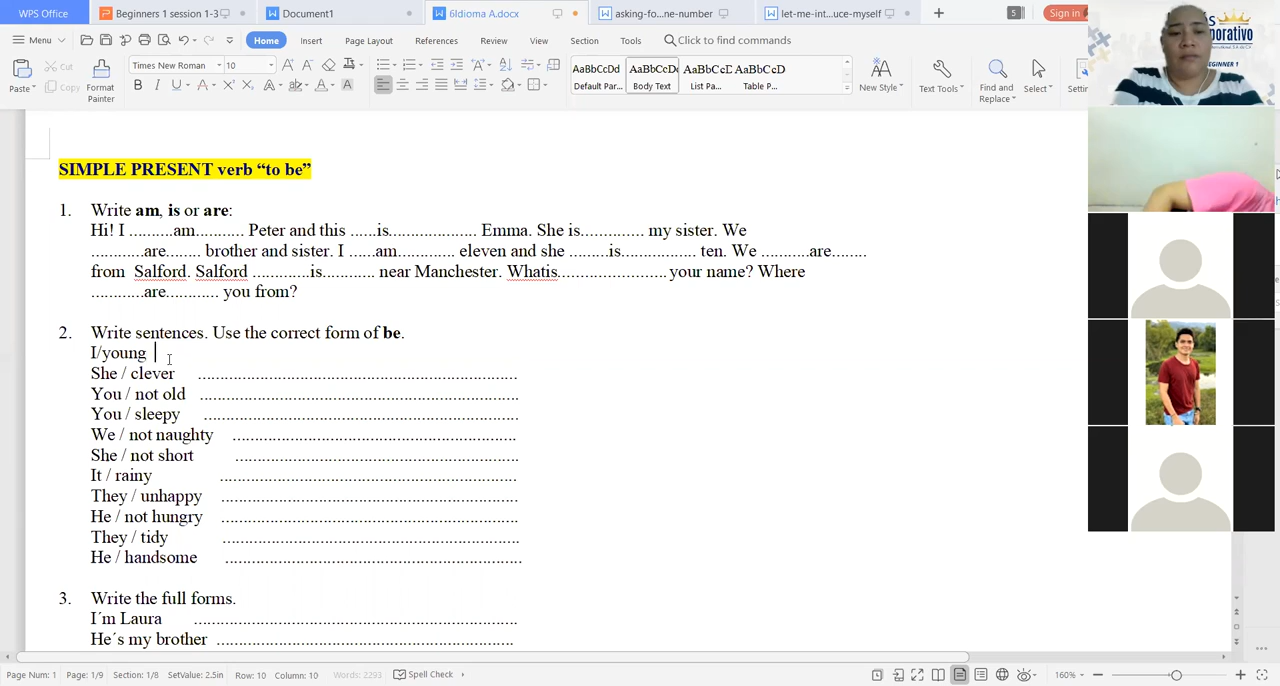 WPS Office
Beginners 1 session 1-3
Document1
6Idioma A.docx
asking-fo...ne-number
let-me-int...uce-myself
5
Sign in
Menu
Home
Insert
Page Layout
References
Review
View
Section
Tools
Click to find commands
Paste
Cut
Copy
Format Painter
Times New Roman
10
AaBbCcDd
Default Par...
AaBbCcDd
Body Text
AaBbCcD
List Pa...
AaBbCcD
Table P...
New Style
Text Tools
Find and Replace
Select
BEGINNER 1
SIMPLE PRESENT verb “to be”
1. Write am, is or are:
Hi! I ..........am........... Peter and this ......is.................... Emma. She is.............. my sister. We
............are........ brother and sister. I .....am............. eleven and she .........is................. ten. We ............are........
from Salford. Salford .............is............ near Manchester. Whatis......................... your name? Where
............are............ you from?
2. Write sentences. Use the correct form of be.
I/young
She / clever ........................................................................
You / not old ........................................................................
You / sleepy ......................................................................
We / not naughty ................................................................
She / not short ................................................................
It / rainy ...................................................................
They / unhappy ...................................................................
He / not hungry ...................................................................
They / tidy ...................................................................
He / handsome ...................................................................
3. Write the full forms.
I´m Laura ........................................................................
He´s my brother ...................................................................
Page Num: 1
Page: 1/9
Section: 1/8
SetValue: 2.5in
Row: 10
Column: 10
Words: 2293
Spell Check
160%